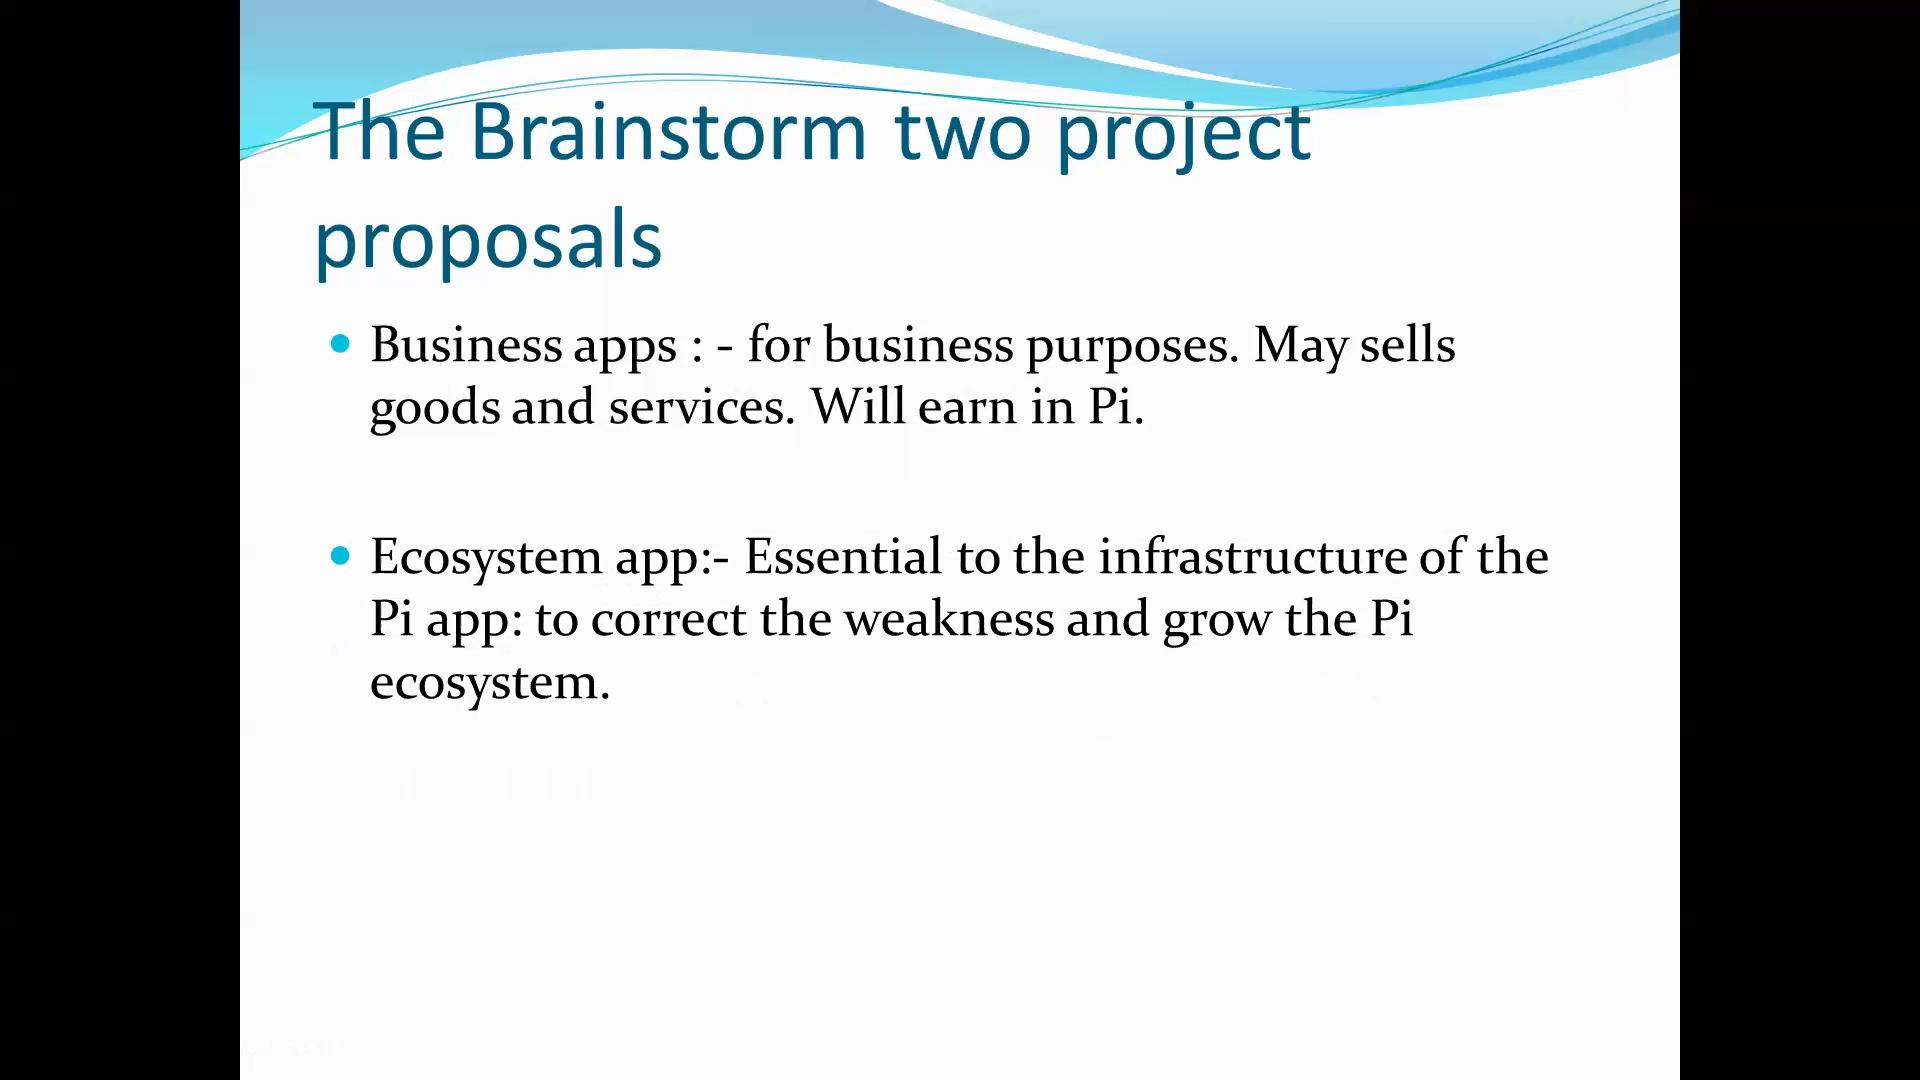 The Brainstorm two project
proposals
• Business apps : - for business purposes. May sells
goods and services. Will earn in Pi.
• Ecosystem app:- Essential to the infrastructure of the
Pi app: to correct the weakness and grow the Pi
ecosystem.